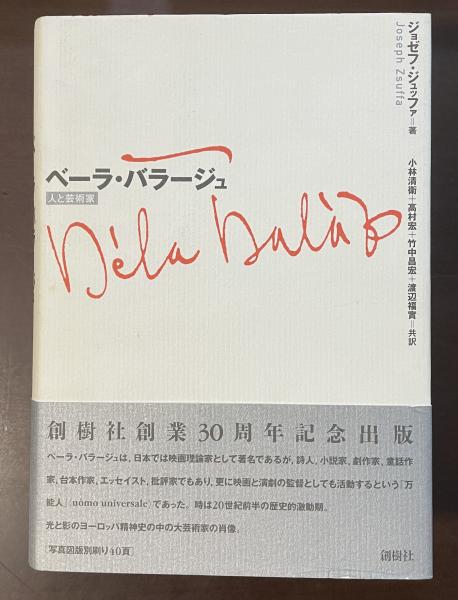 ジョゼフ・ジュッファ=著
Joseph Zsuffa
小林清衛+高村宏+竹中昌宏+渡辺福實=共訳
ベーラ・バラージュ
人と芸術家
Béla Balázs
創樹社創業30周年記念出版
ベーラ・バラージュは,日本では映画理論家として著名であるが,詩人,小説家,劇作家,童話作
家,台本作家,エッセイスト,批評家でもあり,更に映画と演劇の監督としても活動するという「万
能人」(uomo universale)であった。時は20世紀前半の歴史的激動期。
光と影のヨーロッパ精神史の中の大芸術家の肖像。
[写真図版別刷り40頁]
創樹社